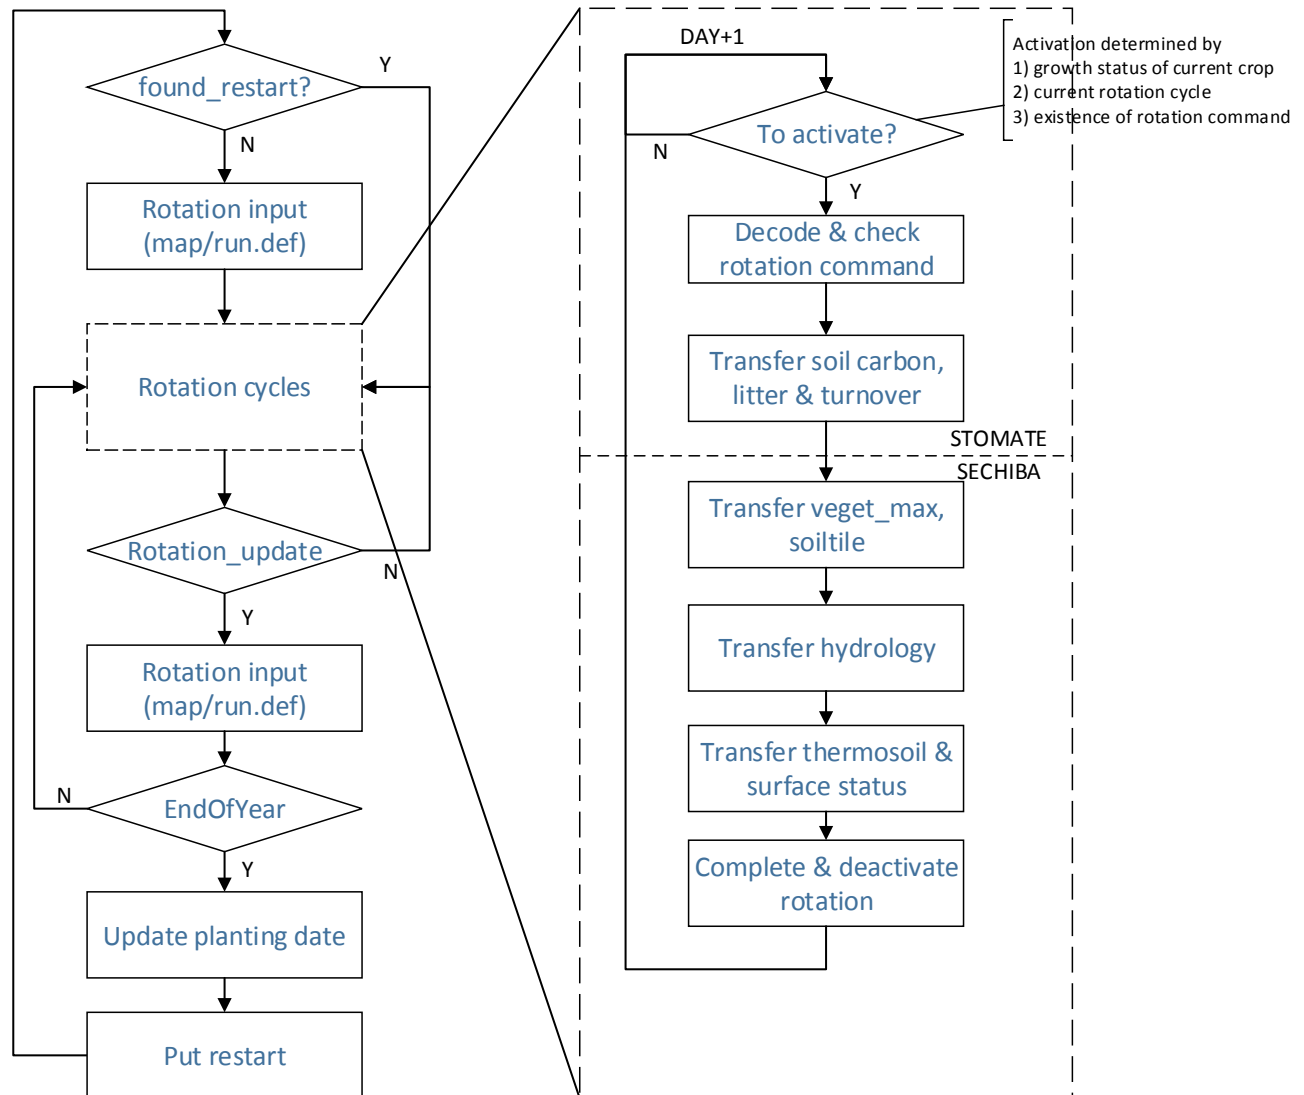 found_restart?
Y
N
Rotation input
(map/run.def)
Rotation cycles
Rotation_update
N
Y
Rotation input
(map/run.def)
EndOfYear
N
Y
Update planting date
Put restart
DAY+1
Activation determined by
1) growth status of current crop
2) current rotation cycle
3) existence of rotation command
To activate?
N
Y
Decode & check
rotation command
Transfer soil carbon,
litter & turnover
STOMATE
SECHIBA
Transfer veget_max,
soiltile
Transfer hydrology
Transfer thermosoil &
surface status
Complete & deactivate
rotation